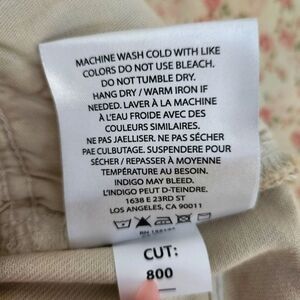 MACHINE WASH COLD WITH LIKE
COLORS DO NOT USE BLEACH.
DO NOT TUMBLE DRY.
HANG DRY / WARM IRON IF
NEEDED. LAVER À LA MACHINE
À L'EAU FROIDE AVEC DES
COULEURS SIMILAIRES.
NE PAS JAELLISER. NE PAS SÉCHER
PAR CULBUTAGE. SUSPENDERE POUR
SÉCHER / REPASSER À MOYENNE
TEMPÉRATURE AU BESOIN.
INDIGO MAY BLEED.
L'INDIGO PEUT D-TEINDRE.
1638 E 23RD ST
LOS ANGELES, CA 90011
RN
CUT:
800